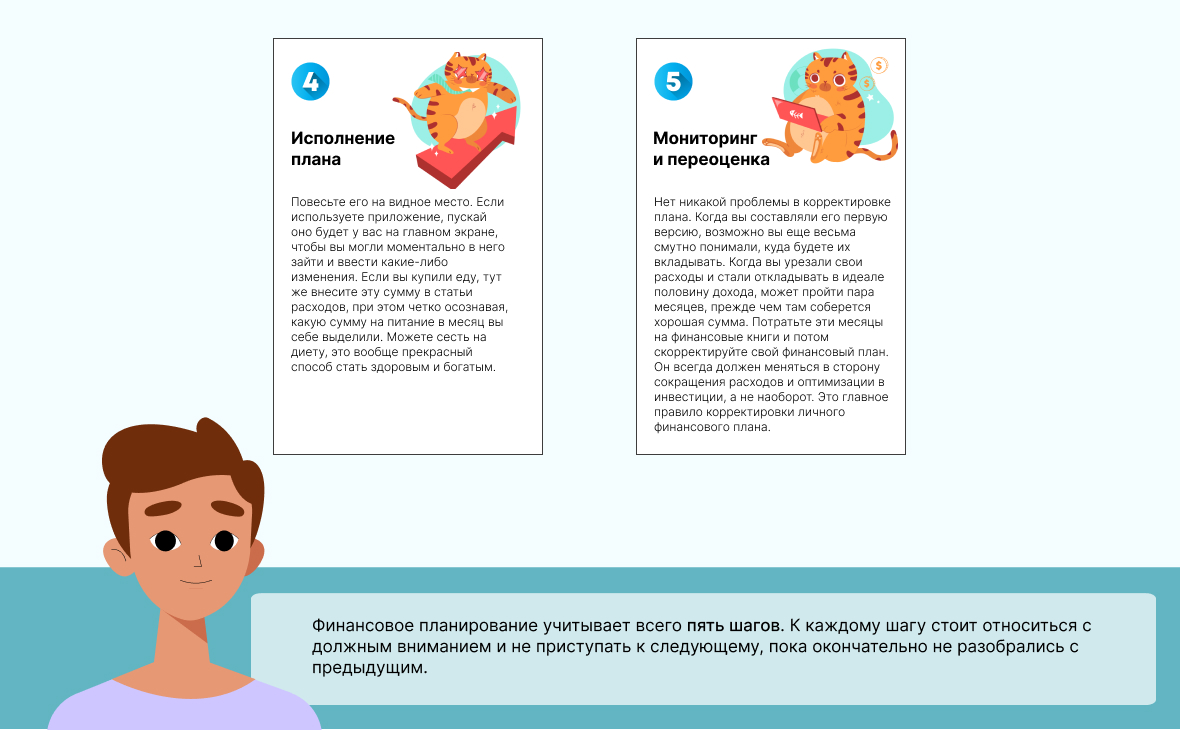 4
Исполнение
плана
Повесьте его на видное место. Если
используете приложение, пускай
оно будет у вас на главном экране,
чтобы вы могли моментально в него
зайти и ввести какие-либо
изменения. Если вы купили еду, тут
же внесите эту сумму в статьи
расходов, при этом четко осознавая,
какую сумму на питание в месяц вы
себе выделили. Можете сесть на
диету, это вообще прекрасный
способ стать здоровым и богатым.
5
$
$
Мониторинг
и переоценка
Нет никакой проблемы в корректировке
плана. Когда вы составляли его первую
версию, возможно вы еще весьма
смутно понимали, куда будете их
вкладывать. Когда вы урезали свои
расходы и стали откладывать в идеале
половину дохода, может пройти пара
месяцев, прежде чем там соберется
хорошая сумма. Потратьте эти месяцы
на финансовые книги и потом
скорректируйте свой финансовый план.
Он всегда должен меняться в сторону
сокращения расходов и оптимизации в
инвестиции, а не наоборот. Это главное
правило корректировки личного
финансового плана.
Финансовое планирование учитывает всего пять шагов. К каждому шагу стоит относиться с
должным вниманием и не приступать к следующему, пока окончательно не разобрались с
предыдущим.